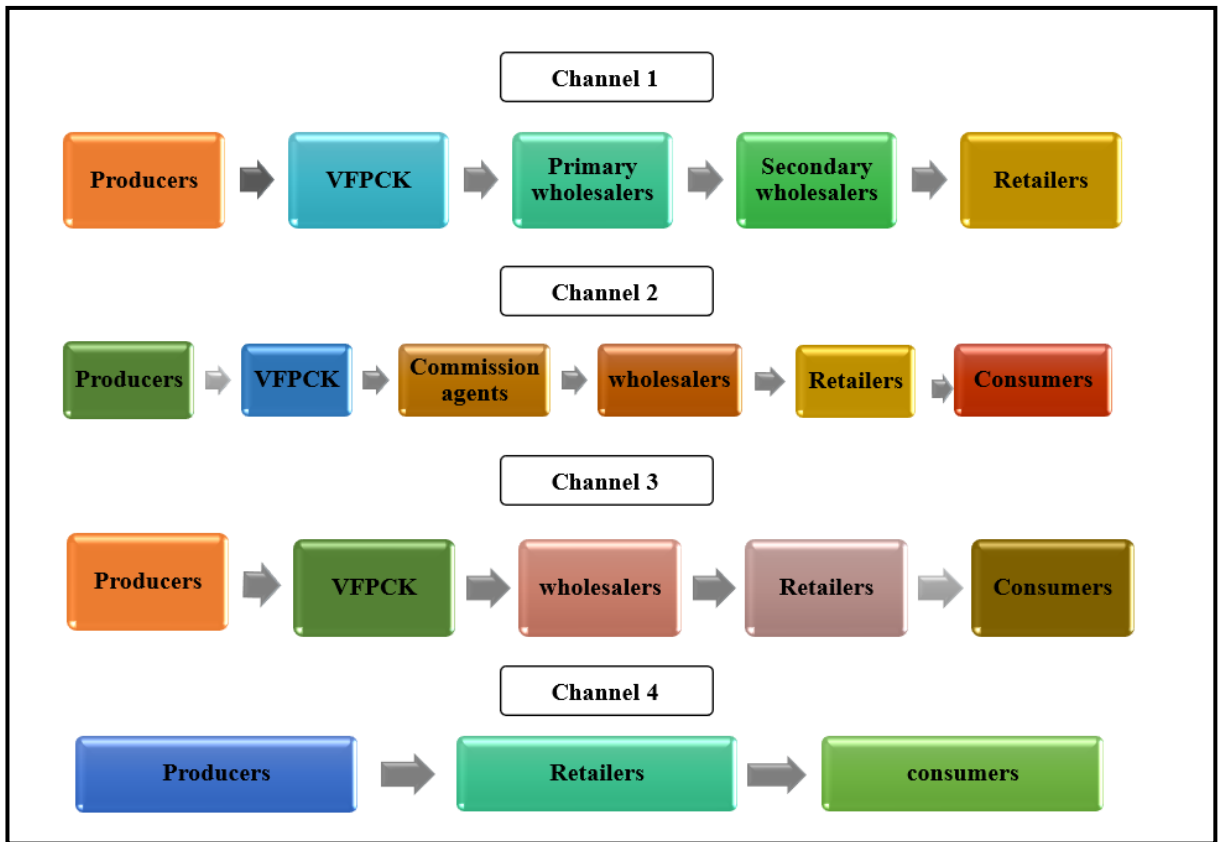 Channel 1
Producers
VFPCK
Primary
wholesalers
Secondary
wholesalers
Retailers
Channel 2
Producers
VFPCK
Commission
agents
wholesalers
Retailers
Consumers
Channel 3
Producers
VFPCK
wholesalers
Retailers
Consumers
Channel 4
Producers
Retailers
consumers